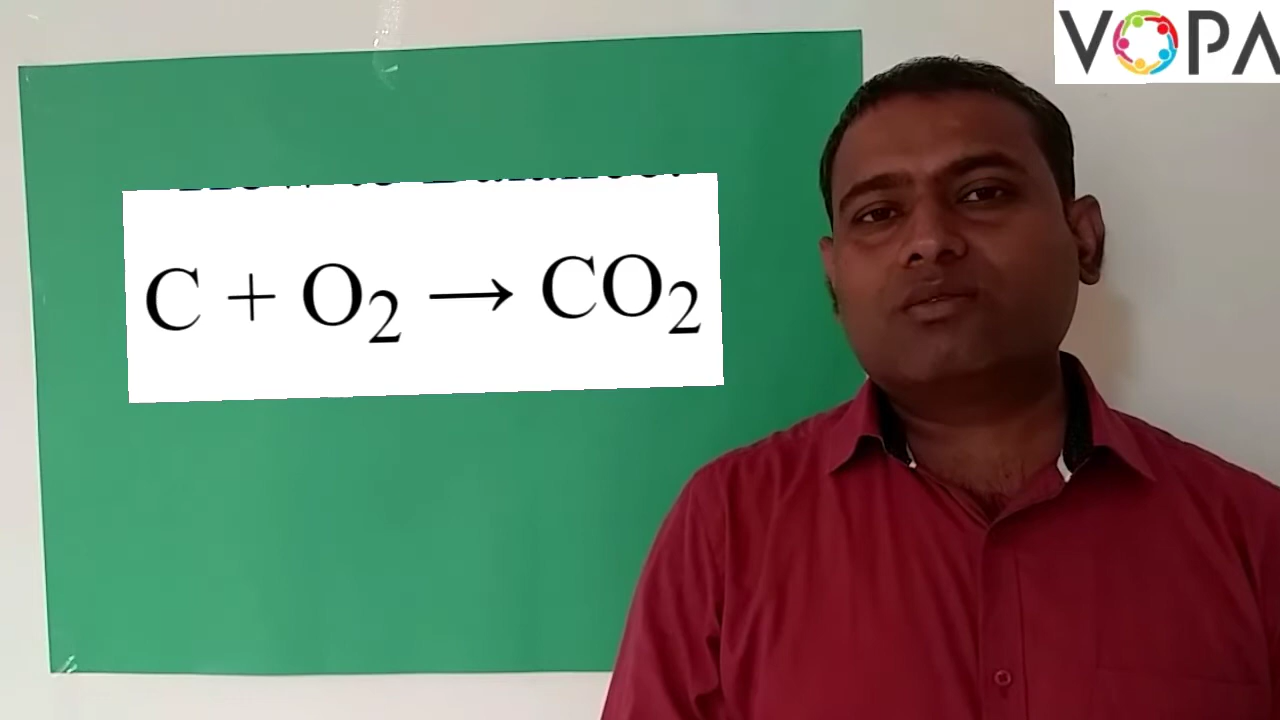 VOPA
C + O₂ → CO₂